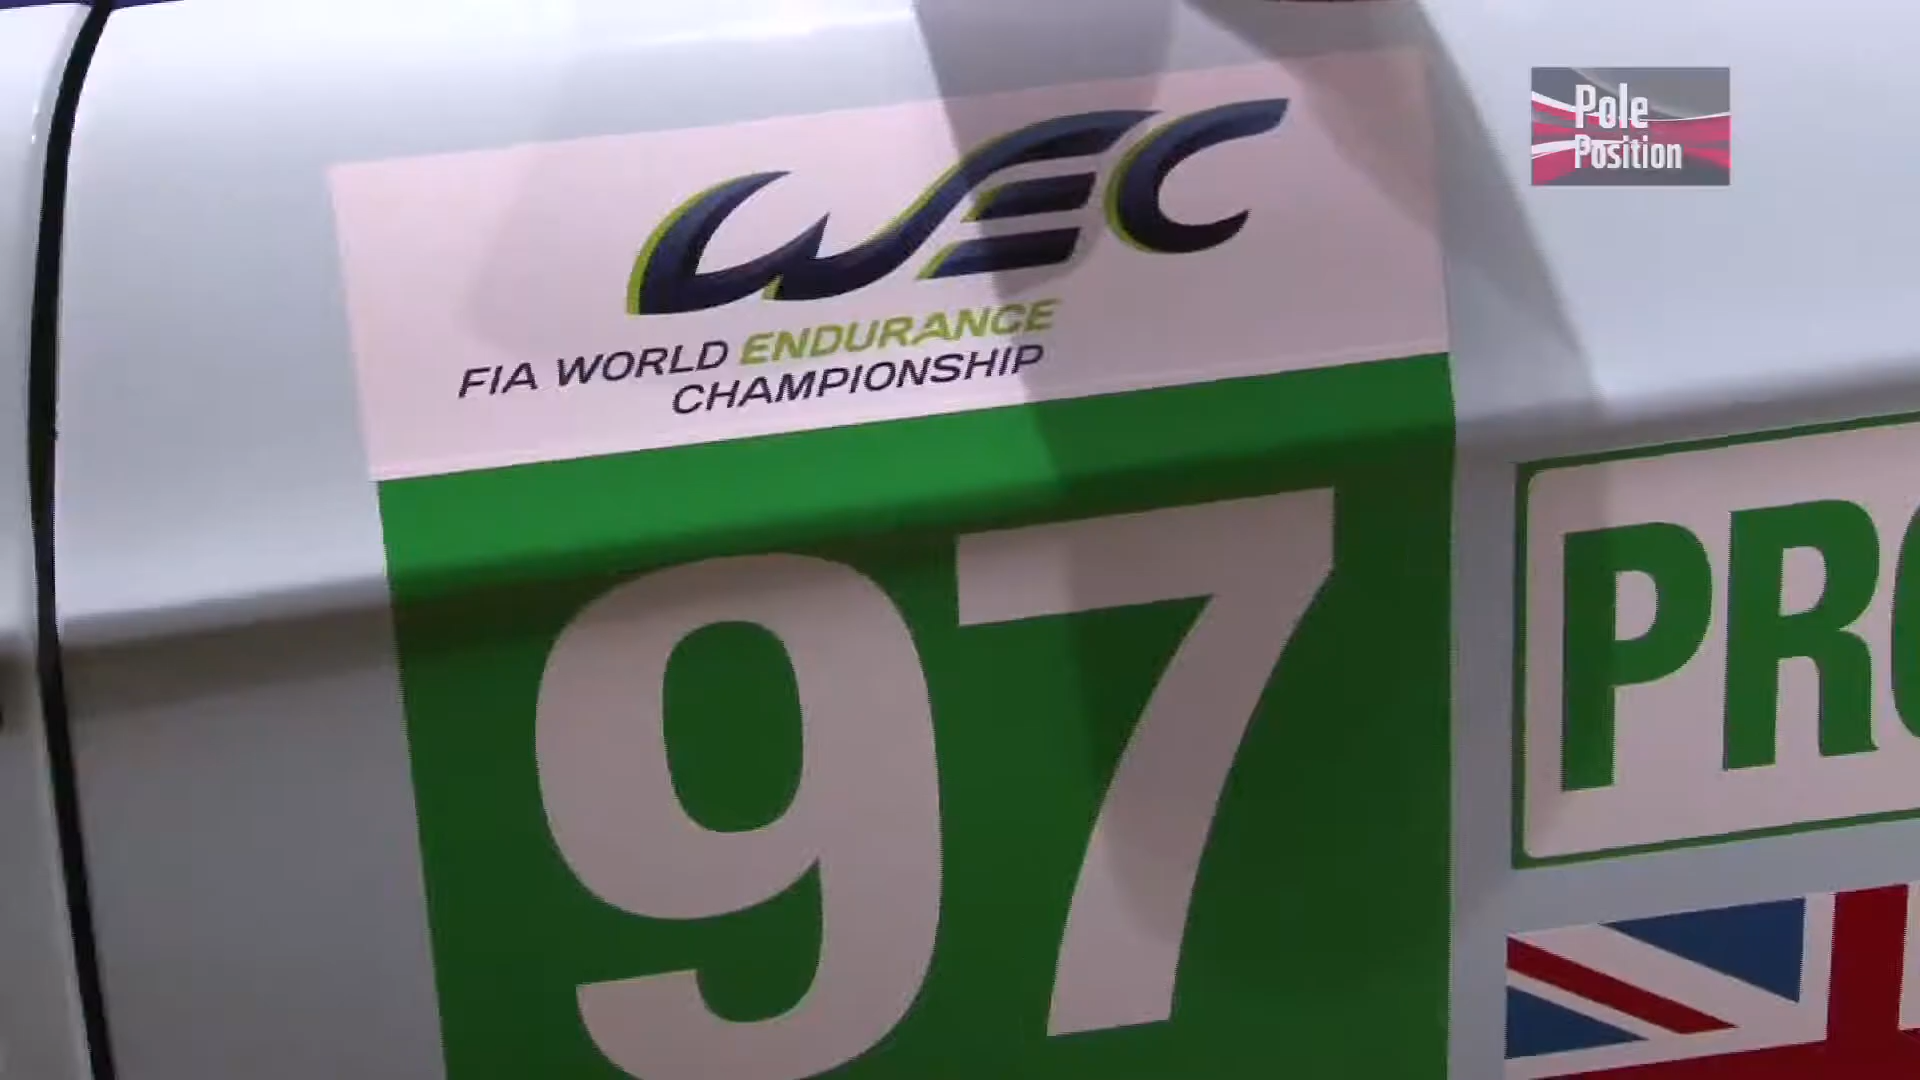 Pole
Position
WEC
FIA WORLD ENDURANCE
CHAMPIONSHIP
97